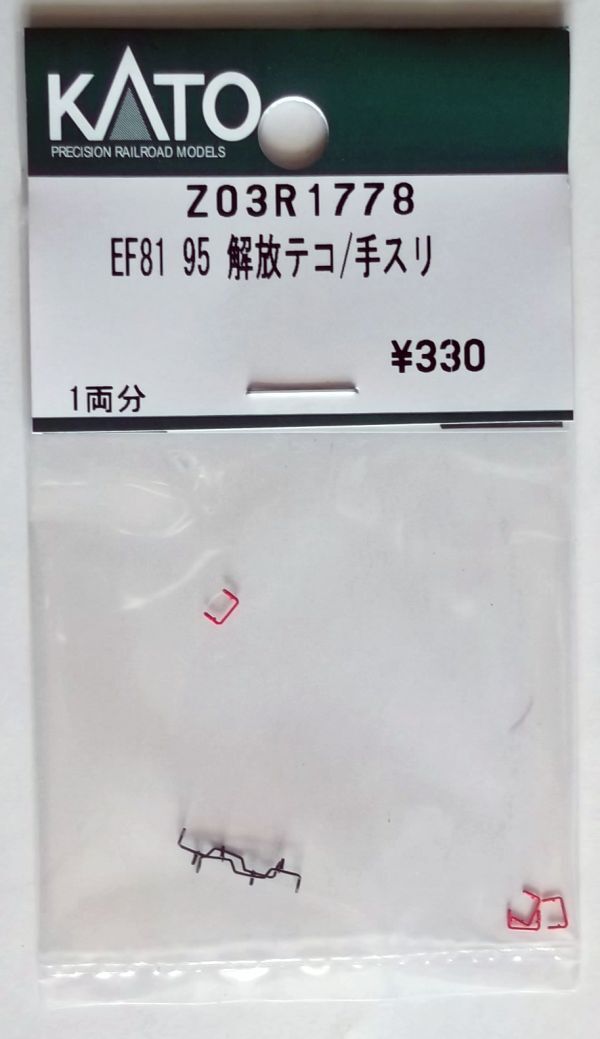 KATO
PRECISION RAILROAD MODELS
Z03R1778
EF81 95 解放テコ/手スリ
¥330
1両分